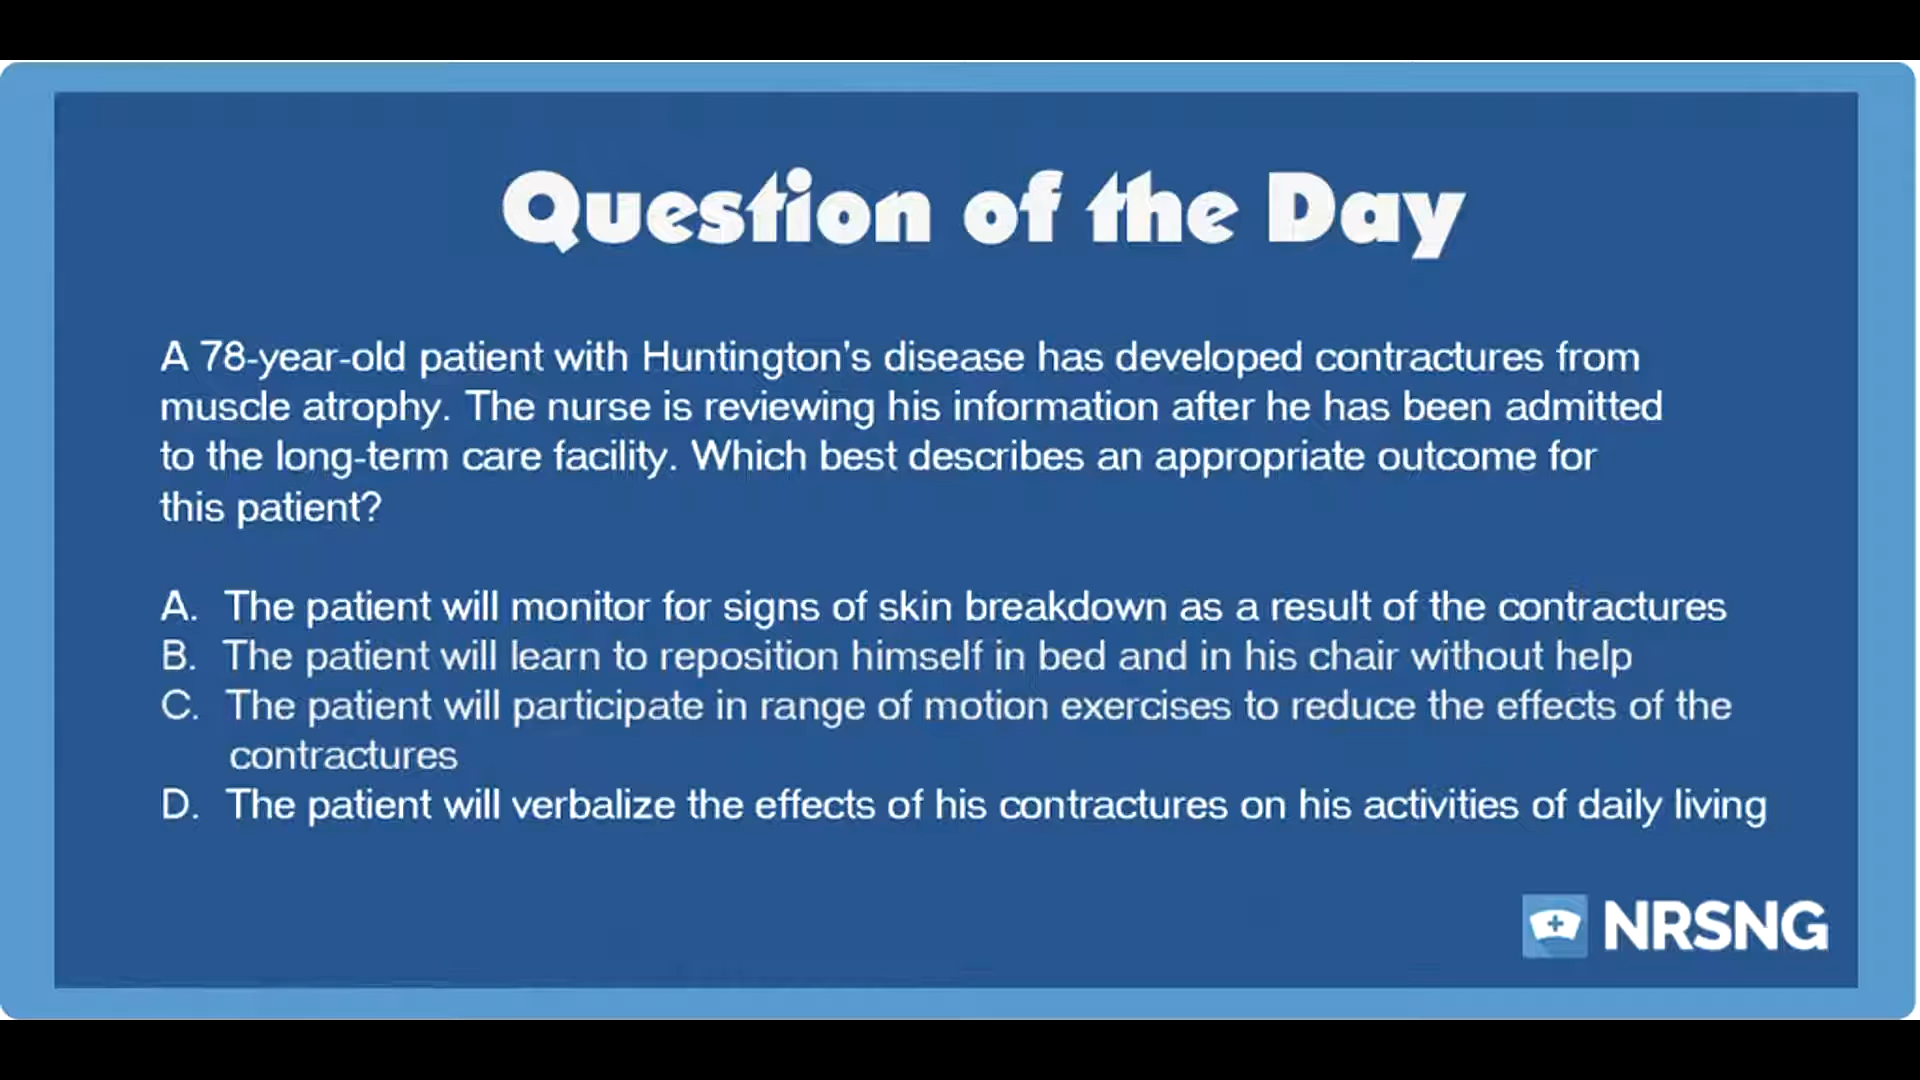 Question of the Day
A 78-year-old patient with Huntington's disease has developed contractures from
muscle atrophy. The nurse is reviewing his information after he has been admitted
to the long-term care facility. Which best describes an appropriate outcome for
this patient?
A. The patient will monitor for signs of skin breakdown as a result of the contractures
B. The patient will learn to reposition himself in bed and in his chair without help
C. The patient will participate in range of motion exercises to reduce the effects of the
contractures
D. The patient will verbalize the effects of his contractures on his activities of daily living
NRSNG